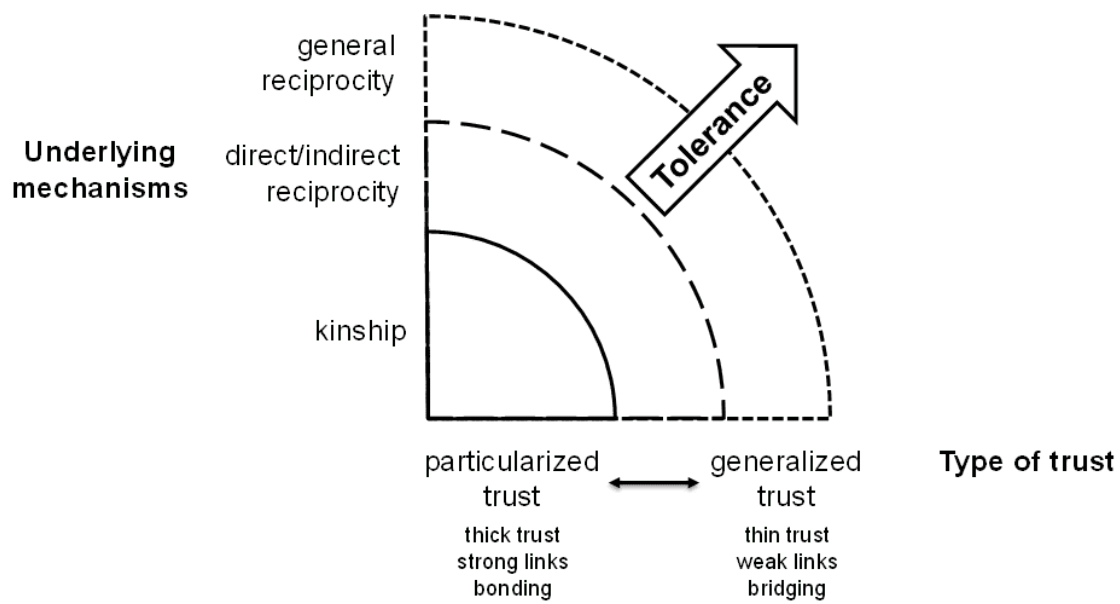 general
reciprocity
Tolerance
Underlying
mechanisms
direct/indirect
reciprocity
kinship
particularized
trust
generalized
trust
Type of trust
thick trust
strong links
bonding
thin trust
weak links
bridging